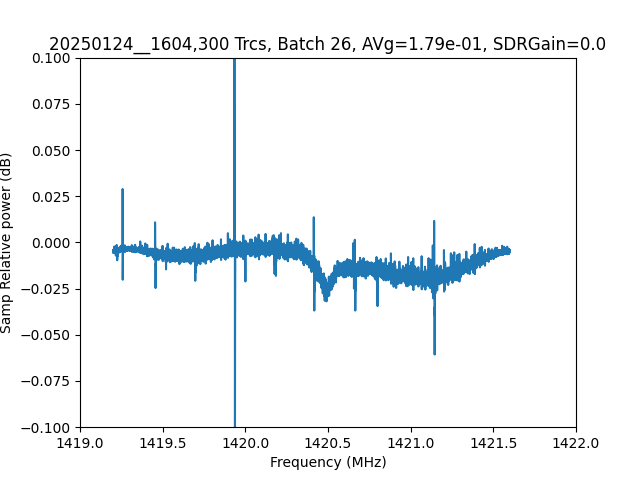 20250124__1604,300 Trcs, Batch 26, AVg=1.79e-01, SDRGain=0.0
0.100
0.075
0.050
0.025
0.000
−0.025
−0.050
−0.075
−0.100
Samp Relative power (dB)
1419.0 1419.5 1420.0 1420.5 1421.0 1421.5 1422.0
Frequency (MHz)